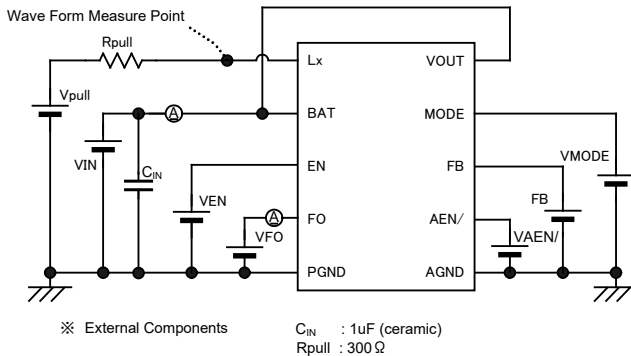 Wave Form Measure Point
Rpull
Lx
VOUT
Vpull
A
BAT
MODE
VIN
CIN
EN
FB
VMODE
VEN
FB
A
FO
AEN/
VFO
VAEN/
PGND
AGND
※ External Components
CIN : 1uF (ceramic)
Rpull : 300Ω